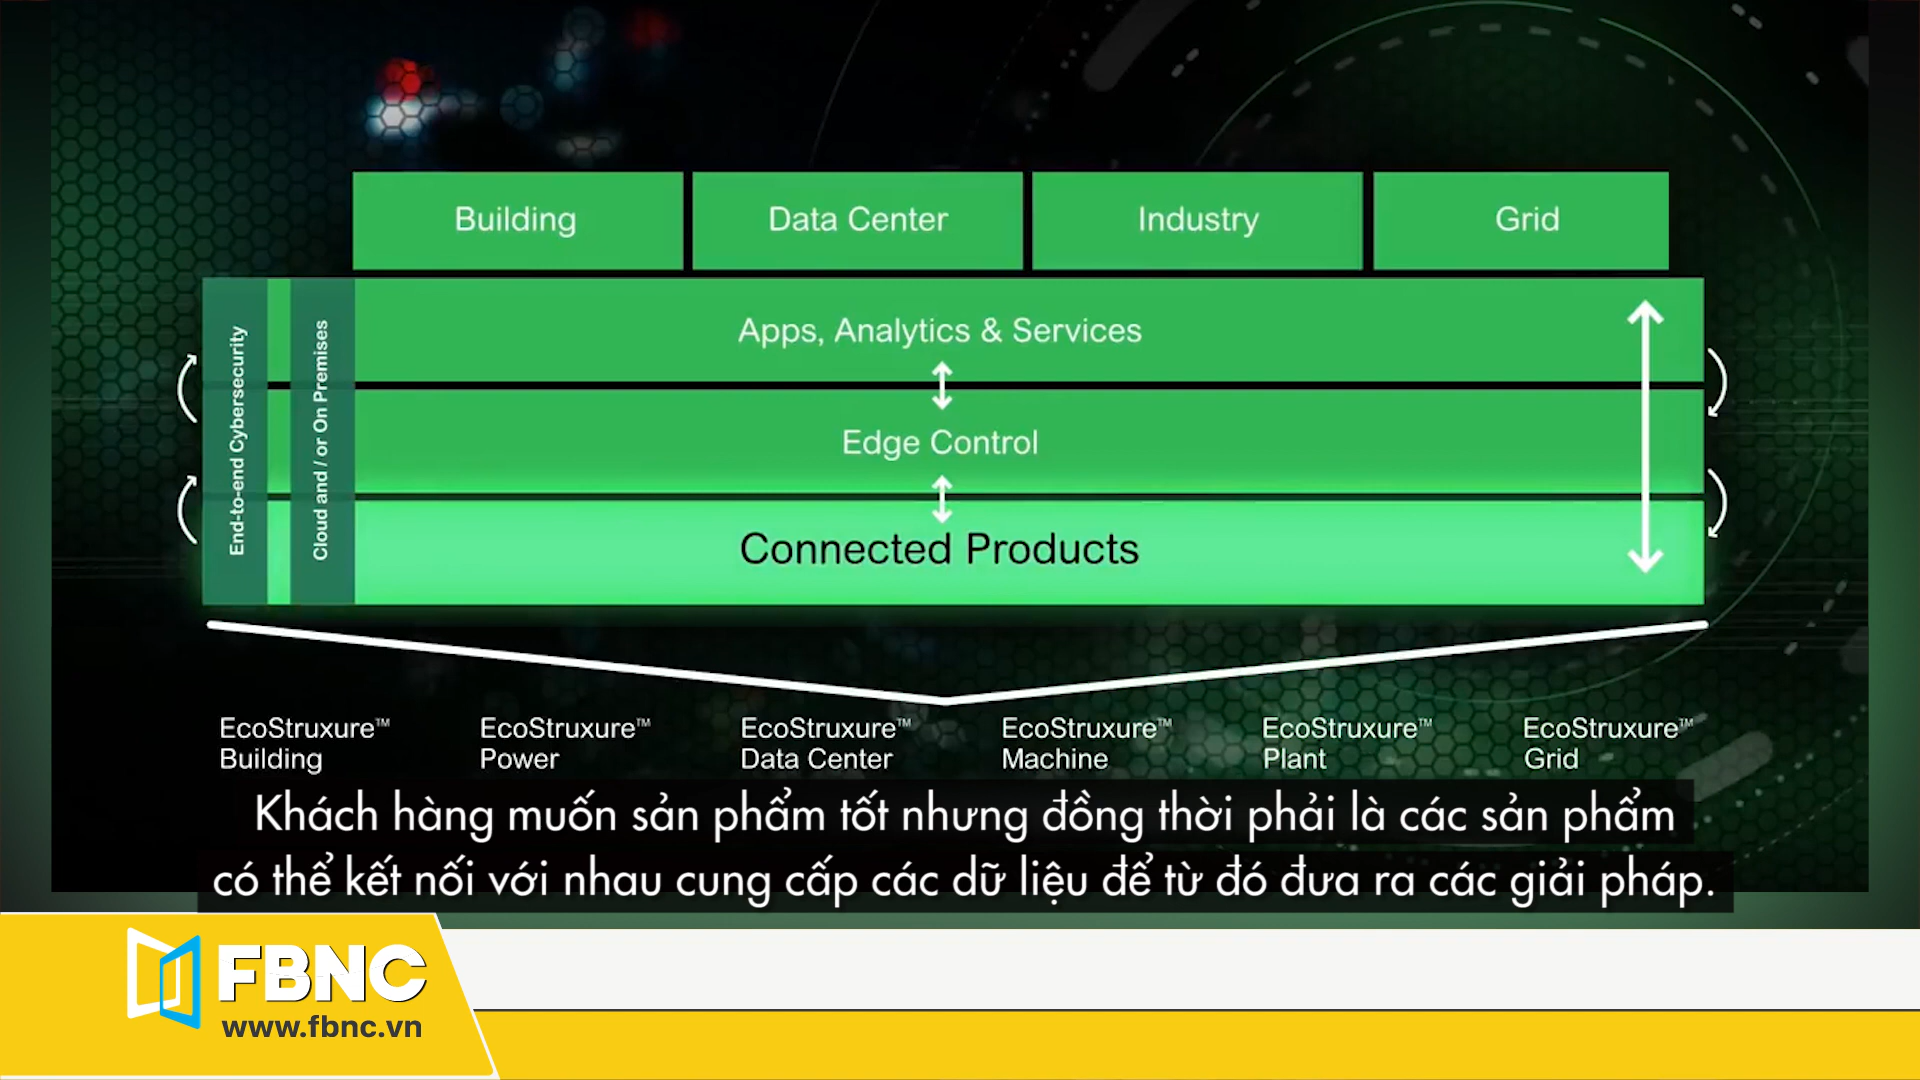 Building
Data Center
Industry
Grid
End-to-end Cybersecurity
Cloud and / or On Premises
Apps, Analytics & Services
Edge Control
Connected Products
EcoStruxure™
Building
EcoStruxure™
Power
EcoStruxure™
Data Center
EcoStruxure™
Machine
EcoStruxure™
Plant
EcoStruxure™
Grid
Khách hàng muốn sản phẩm tốt nhưng đồng thời phải là các sản phẩm
có thể kết nối với nhau cung cấp các dữ liệu để từ đó đưa ra các giải pháp.
FBNC
www.fbnc.vn